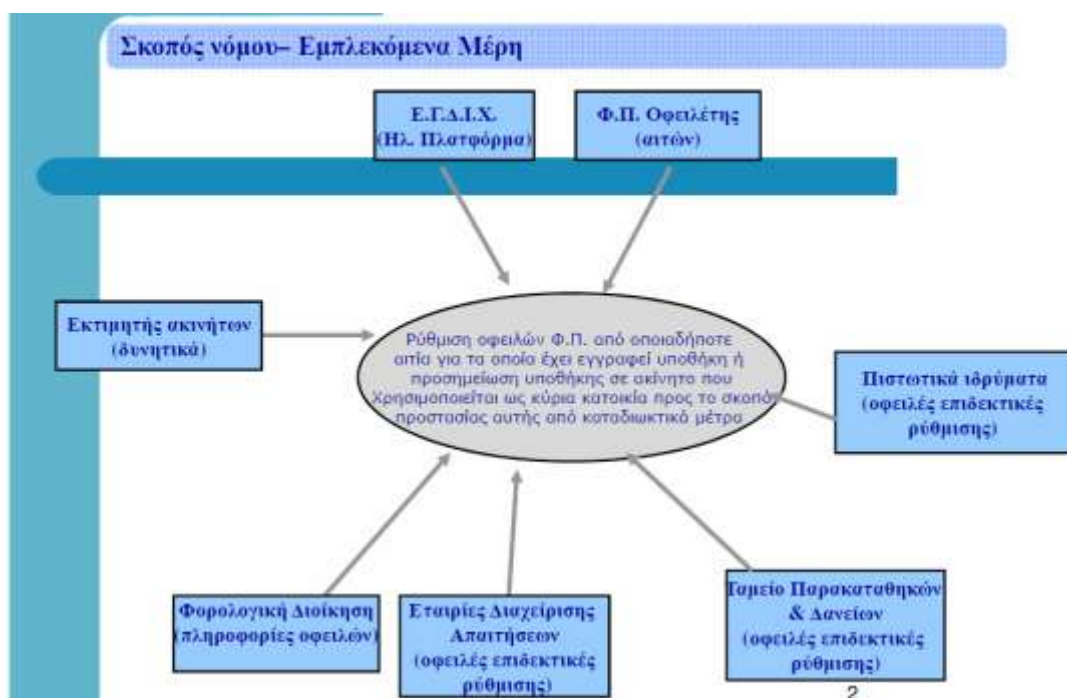 Σκοπός νόμου– Εμπλεκόμενα Μέρη
Ε.Γ.Δ.Ι.Χ.
(Ηλ. Πλατφόρμα)
Φ.Π. Οφειλέτης
(αιτών)
Εκτιμητής ακινήτων
(δυνητικά)
Ρύθμιση οφειλών Φ.Π. από οποιαδήποτε
αιτία για τα οποία έχει εγγραφεί υποθήκη ή
προσημείωση υποθήκης σε ακίνητο που
Χρησιμοποιείται ως κύρια κατοικία προς το σκοπό
προστασίας αυτής από καταδιωκτικά μέτρα
Πιστωτικά ιδρύματα
(οφειλές επιδεκτικές
ρύθμισης)
Φορολογική Διοίκηση
(πληροφορίες οφειλών)
Εταιρίες Διαχείρισης
Απαιτήσεων
(οφειλές επιδεκτικές
ρύθμισης)
Ταμείο Παρακαταθηκών
& Δανείων
(οφειλές επιδεκτικές
ρύθμισης)
2